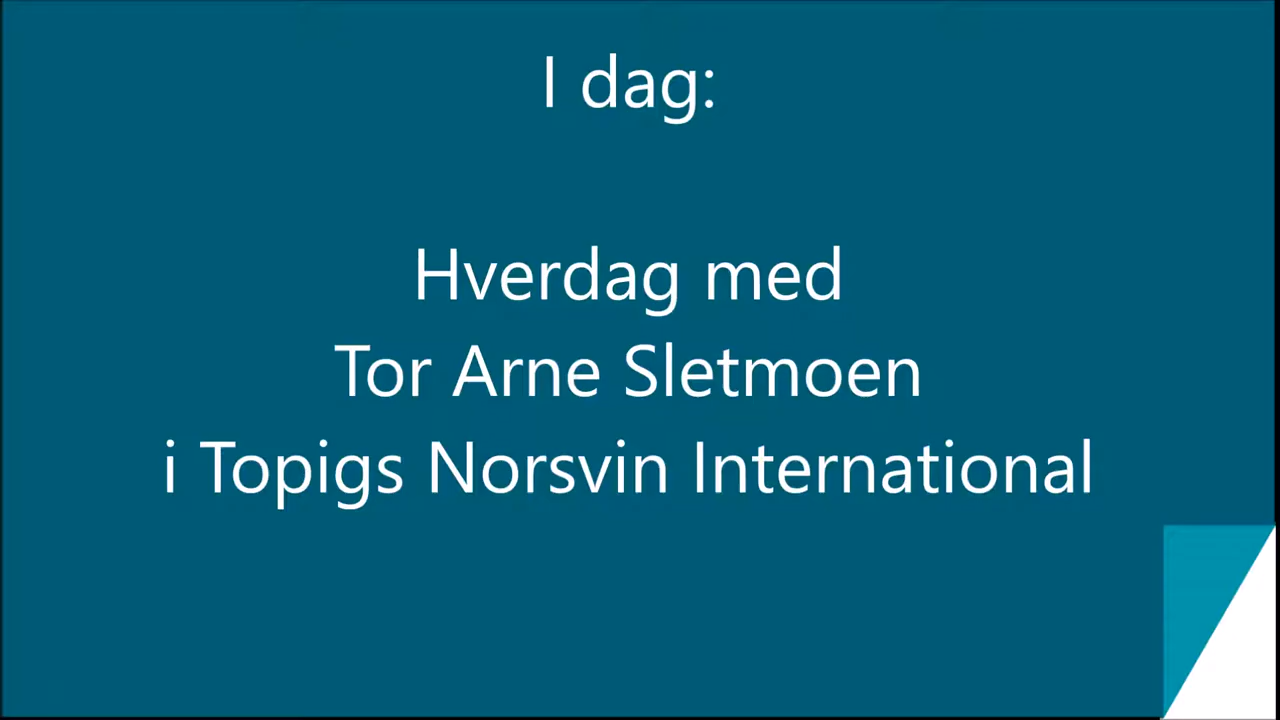 I dag:
Hverdag med
Tor Arne Sletmoen
i Topigs Norsvin International